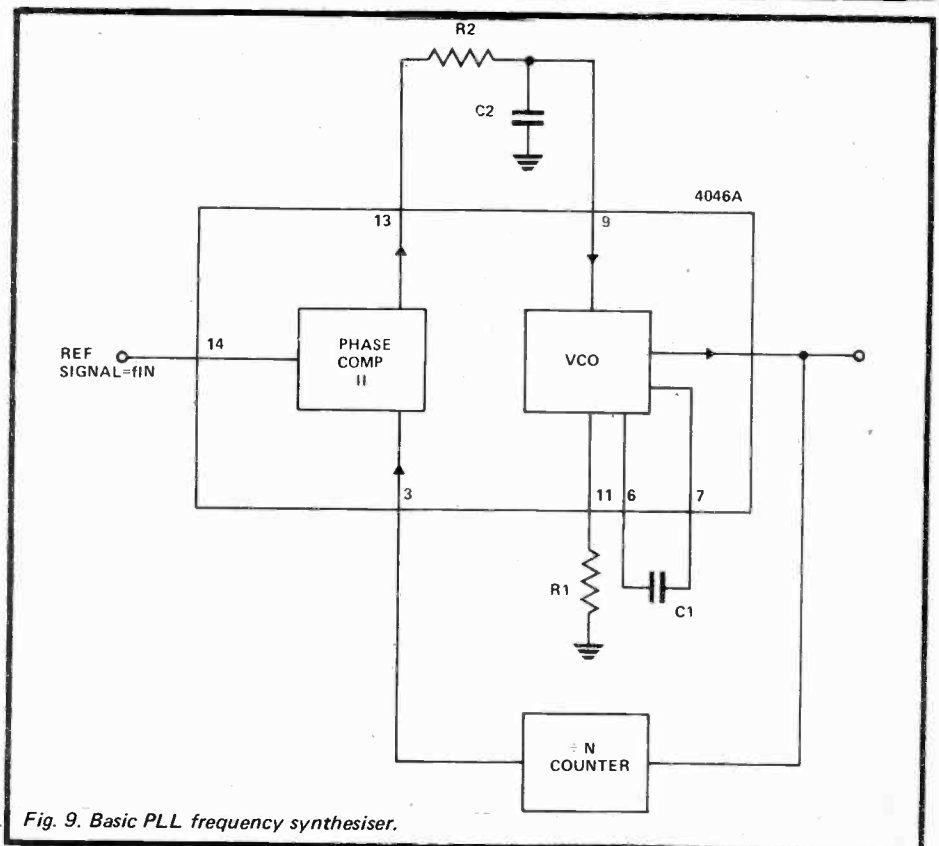 R2
C2
4046A
13
9
REF
SIGNAL=fIN
14
PHASE
COMP
II
VCO
3
11
6
7
R1
C1
÷ N
COUNTER
Fig. 9. Basic PLL frequency synthesiser.